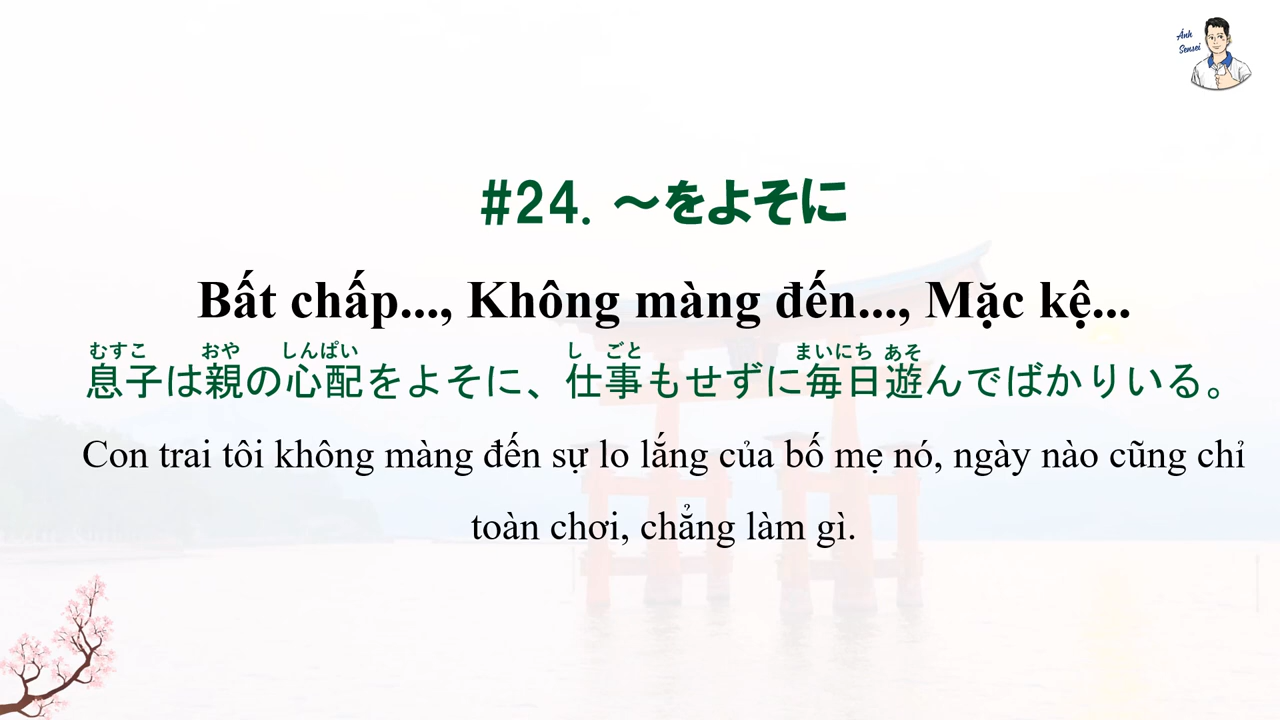 Ánh
Sensei
#24. ～をよそに
Bất chấp..., Không màng đến..., Mặc kệ...
むすこ おや しんぱい し ごと まいにち あそ
息子は親の心配をよそに、仕事もせずに毎日遊んでばかりいる。
Con trai tôi không màng đến sự lo lắng của bố mẹ nó, ngày nào cũng chỉ
toàn chơi, chẳng làm gì.